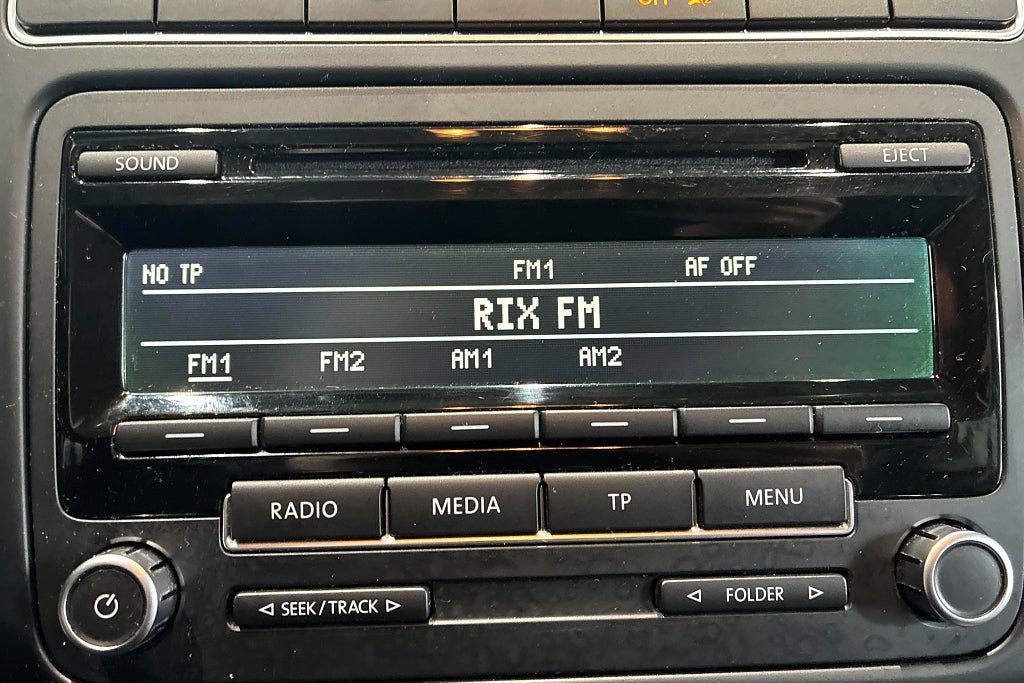 OFF
SOUND EJECT
NO TP FM1 AF OFF
RIX FM
FM1 FM2 AM1 AM2
RADIO MEDIA TP MENU
SEEK/TRACK FOLDER